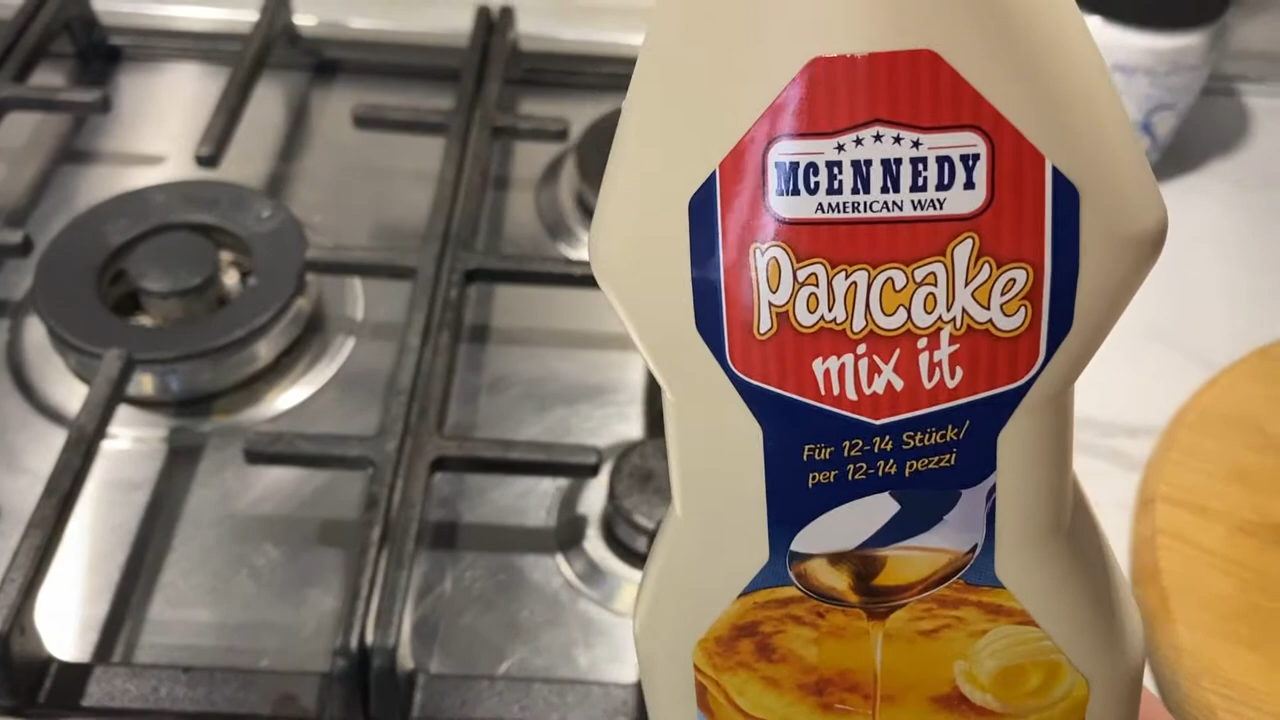 MCENNEDY
AMERICAN WAY
Pancake
mix it
Für 12-14 Stück/
per 12-14 pezzi